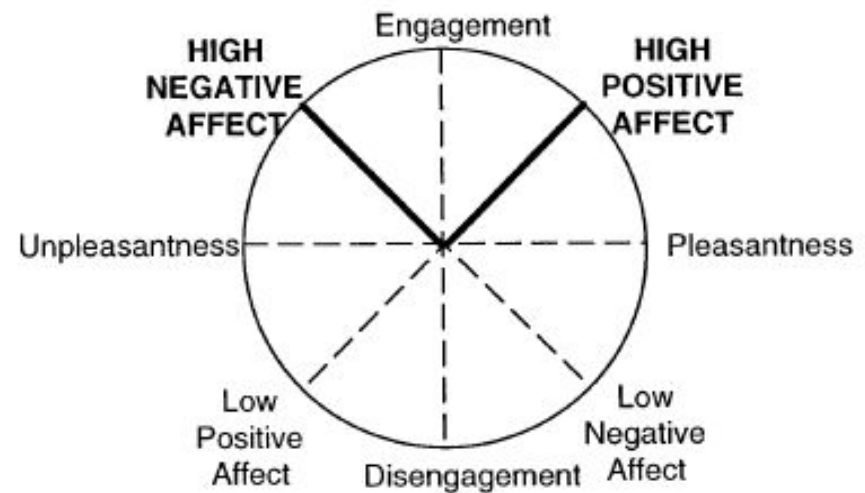 Engagement
HIGH
NEGATIVE
AFFECT
HIGH
POSITIVE
AFFECT
Unpleasantness
Pleasantness
Low
Positive
Affect
Disengagement
Low
Negative
Affect